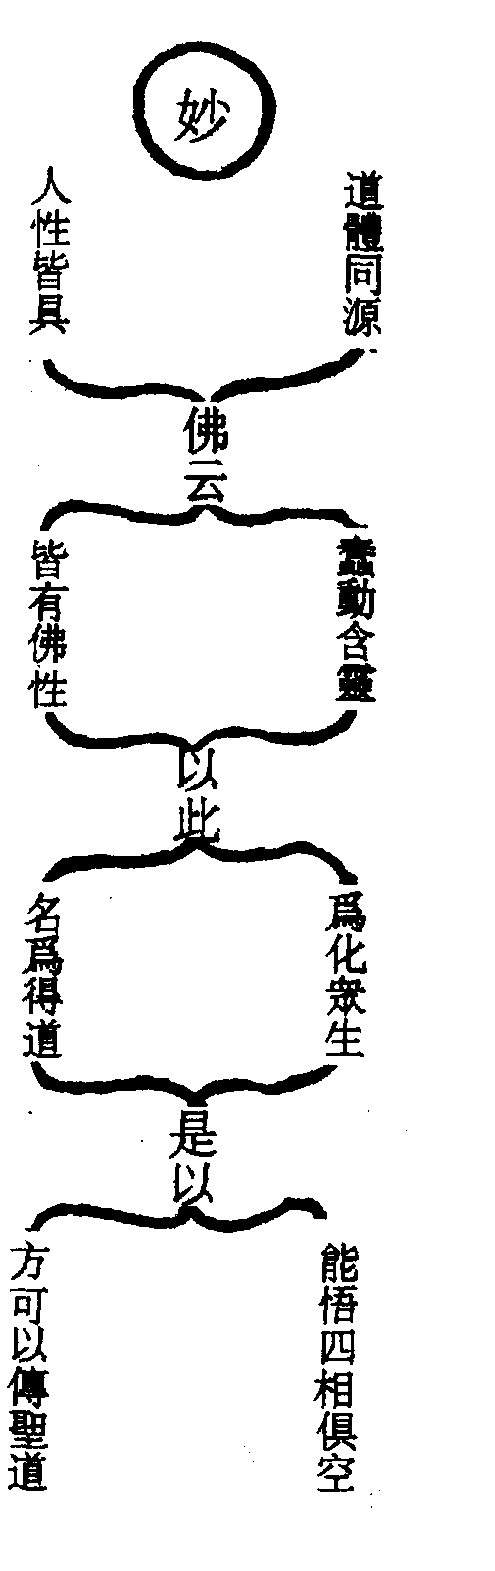 妙
道體同源
人性皆具
佛云
蠢動含靈
皆有佛性
以此
爲化衆生
名爲得道
是以
能悟四相俱空
方可以傳聖道